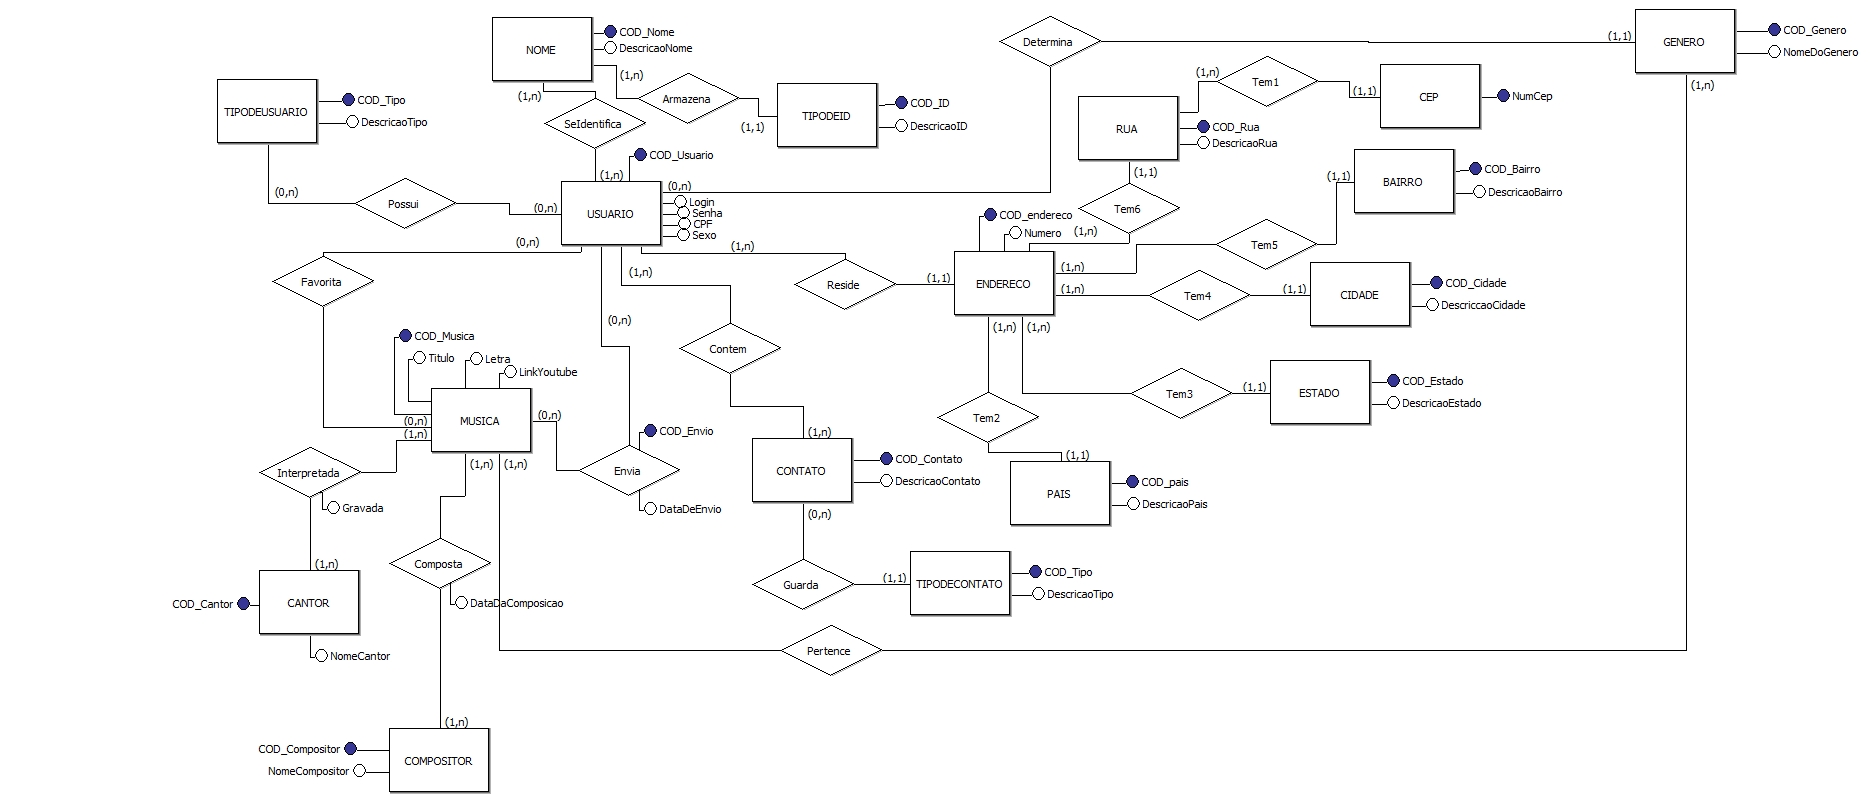 NOME
COD_Nome
DescricaoNome
(1,n)
(1,n)
Armazena
SeIdentifica
TIPODEID
COD_ID
DescricaoID
(1,1)
TIPODEUSUARIO
COD_Tipo
DescricaoTipo
(0,n)
Possui
(0,n)
Determina
(1,1)
GENERO
COD_Genero
NomeDoGenero
(1,n)
(1,n)
Tem1
(1,1)
CEP
NumCep
RUA
COD_Rua
DescricaoRua
(1,1)
Tem6
(1,n)
USUARIO
COD_Usuario
(1,n)
(0,n)
Login
Senha
CPF
Sexo
(0,n)
(1,n)
(1,n)
(0,n)
BAIRRO
COD_Bairro
DescricaoBairro
(1,1)
Tem5
(1,n)
COD_endereco
Numero
ENDERECO
Reside
(1,1)
(1,n)
Tem4
(1,1)
CIDADE
COD_Cidade
DescriccaoCidade
(1,n)
(1,n)
Tem3
(1,1)
ESTADO
COD_Estado
DescricaoEstado
Tem2
(1,1)
PAIS
COD_pais
DescricaoPais
Favorita
Contem
COD_Musica
Titulo
Letra
LinkYoutube
MUSICA
(0,n)
(1,n)
(0,n)
(1,n)
(1,n)
COD_Envio
Envia
DataDeEnvio
Interpretada
Gravada
(1,n)
CONTATO
COD_Contato
DescricaoContato
(0,n)
Guarda
(1,1)
TIPODECONTATO
COD_Tipo
DescricaoTipo
Composta
DataDaComposicao
(1,n)
COD_Cantor
CANTOR
NomeCantor
Pertence
(1,n)
COD_Compositor
NomeCompositor
COMPOSITOR